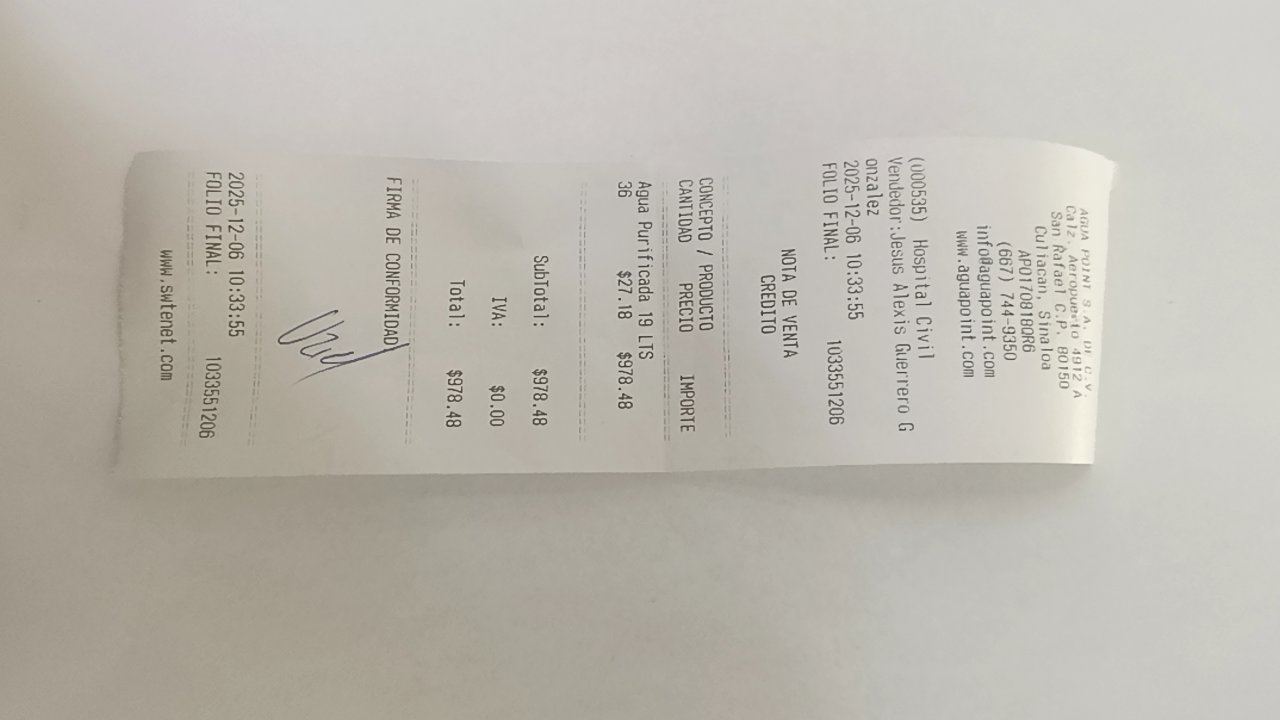 AGUA POINT S.A. DE C.V.
Calz. Aeropuerto 4912 A
San Rafael C.P. 80150
Culiacan, Sinaloa
APO170818QR6
(667) 744-9350
info@aguapoint.com
www.aguapoint.com
(000535) Hospital Civil
Vendedor:Jesus Alexis Guerrero G
onzalez
2025-12-06 10:33:55
FOLIO FINAL: 1033551206
NOTA DE VENTA
CREDITO
CONCEPTO / PRODUCTO
CANTIDAD PRECIO IMPORTE
Agua Purificada 19 LTS
36 $27.18 $978.48
SubTotal: $978.48
IVA: $0.00
Total: $978.48
FIRMA DE CONFORMIDAD
2025-12-06 10:33:55
FOLIO FINAL: 1033551206
www.swtenet.com